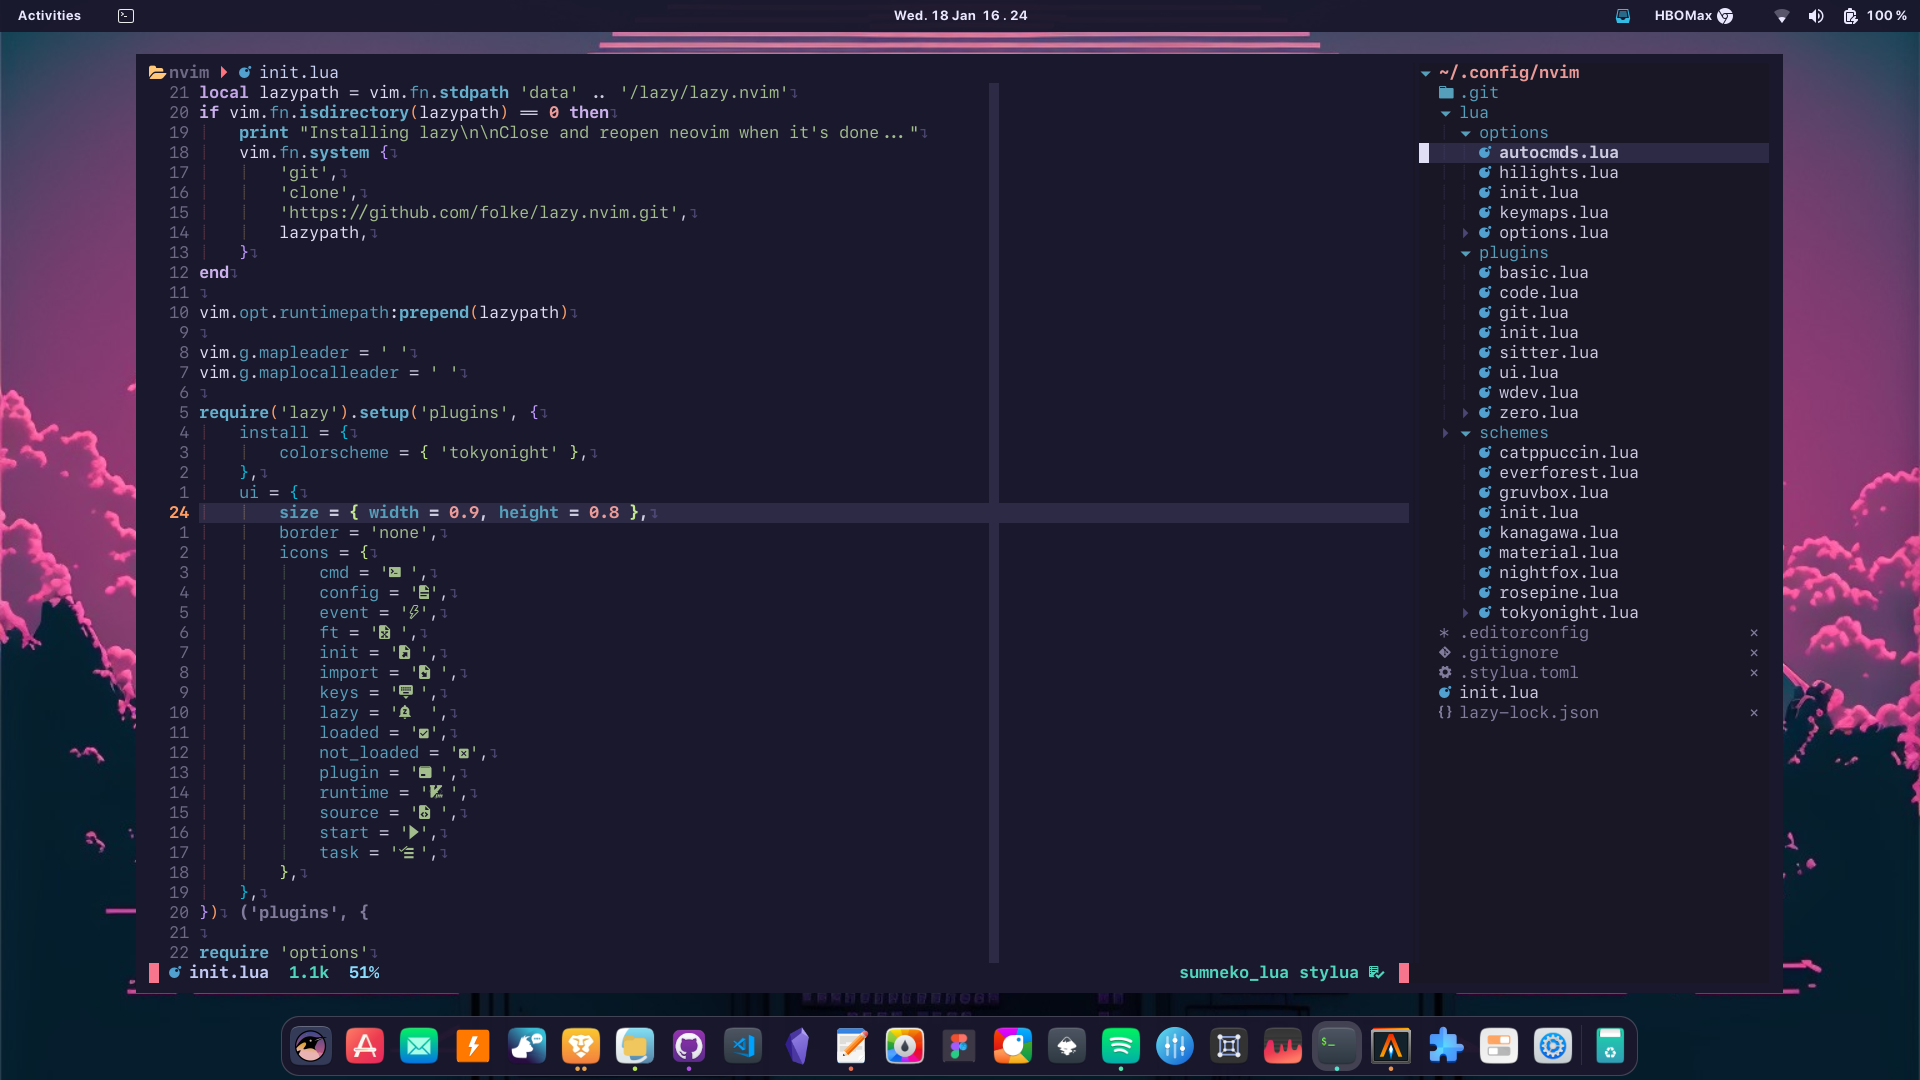 Activities
Wed. 18 Jan 16 . 24
HBOMax
100 %
nvim init.lua
21 local lazypath = vim.fn.stdpath 'data' .. '/lazy/lazy.nvim'
20 if vim.fn.isdirectory(lazypath) == 0 then
19 print "Installing lazy\n\nClose and reopen neovim when it's done..."
18 vim.fn.system {
17 'git',
16 'clone',
15 'https://github.com/folke/lazy.nvim.git',
14 lazypath,
13 }
12 end
11
10 vim.opt.runtimepath:prepend(lazypath)
9
8 vim.g.mapleader = ' '
7 vim.g.maplocalleader = ' '
6
5 require('lazy').setup('plugins', {
4 install = {
3 colorscheme = { 'tokyonight' },
2 },
1 ui = {
24 size = { width = 0.9, height = 0.8 },
1 border = 'none',
2 icons = {
3 cmd = ' ',
4 config = '',
5 event = '',
6 ft = ' ',
7 init = ' ',
8 import = ' ',
9 keys = ' ',
10 lazy = ' ',
11 loaded = '',
12 not_loaded = '',
13 plugin = ' ',
14 runtime = ' ',
15 source = ' ',
16 start = '',
17 task = ' ',
18 },
19 },
20 }) ('plugins', {
21
22 require 'options'
init.lua 1.1k 51%
sumneko_lua stylua
~/.config/nvim
.git
lua
options
autocmds.lua
hilights.lua
init.lua
keymaps.lua
options.lua
plugins
basic.lua
code.lua
git.lua
init.lua
sitter.lua
ui.lua
wdev.lua
zero.lua
schemes
catppuccin.lua
everforest.lua
gruvbox.lua
init.lua
kanagawa.lua
material.lua
nightfox.lua
rosepine.lua
tokyonight.lua
.editorconfig ×
.gitignore ×
.stylua.toml ×
init.lua
{} lazy-lock.json ×
$_